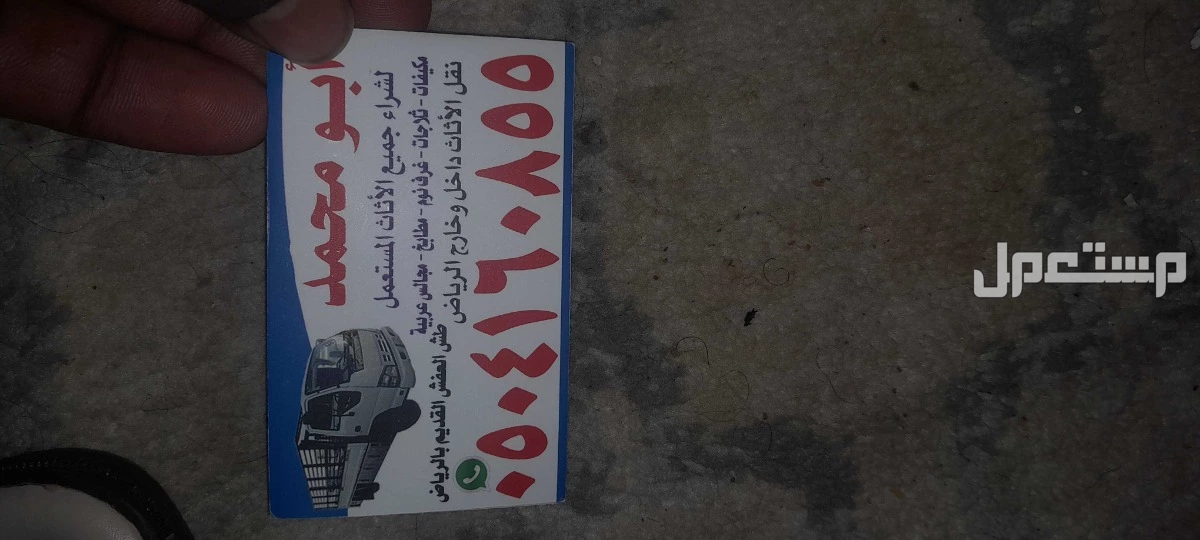 أبو محمد
لشراء جميع الأثاث المستعمل
مكيفات - ثلاجات - غرف نوم - مطابخ - مجالس عربية
نقل الأثاث داخل وخارج الرياض
طش العفش القديم بالرياض
٠٥٠٤١٦٠٨٥٥
مستعمل